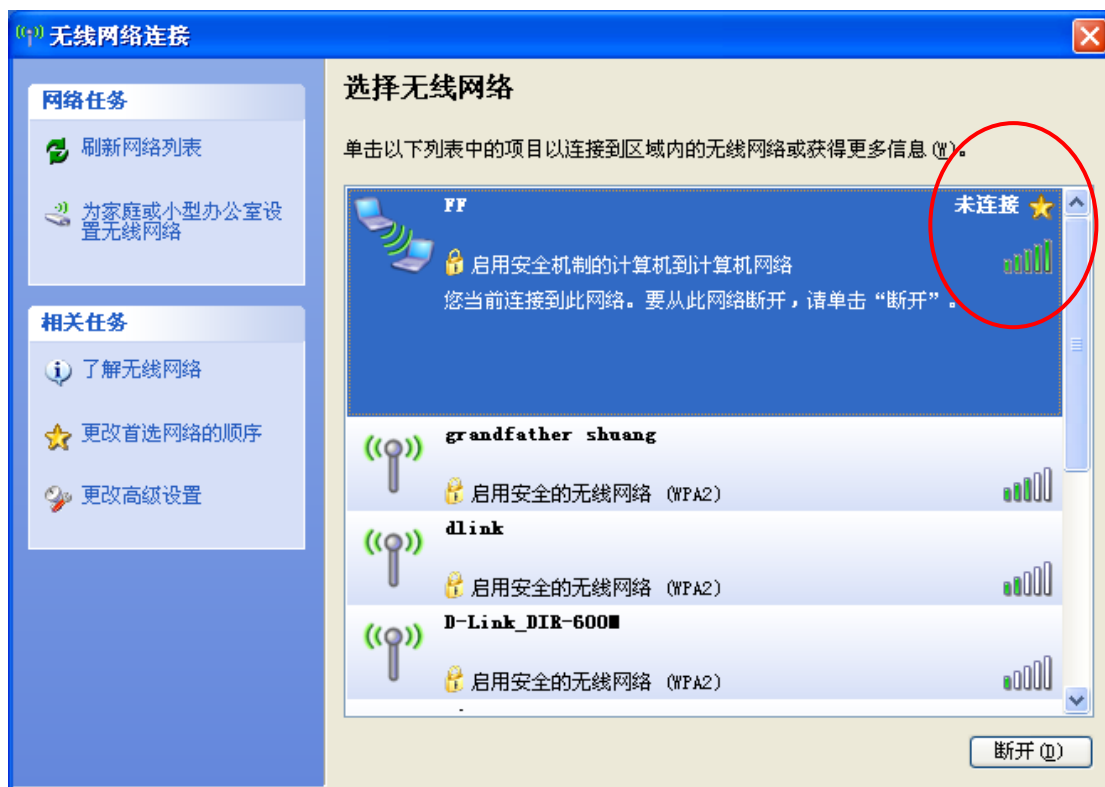 无线网络连接
网络任务
刷新网络列表
为家庭或小型办公室设
置无线网络
相关任务
了解无线网络
更改首选网络的顺序
更改高级设置
选择无线网络
单击以下列表中的项目以连接到区域内的无线网络或获得更多信息(W)。
FF 未连接
启用安全机制的计算机到计算机网络
您当前连接到此网络。要从此网络断开，请单击“断开”。
grandfather shuang
启用安全的无线网络 (WPA2)
dlink
启用安全的无线网络 (WPA2)
D-Link_DIR-600M
启用安全的无线网络 (WPA2)
断开(D)